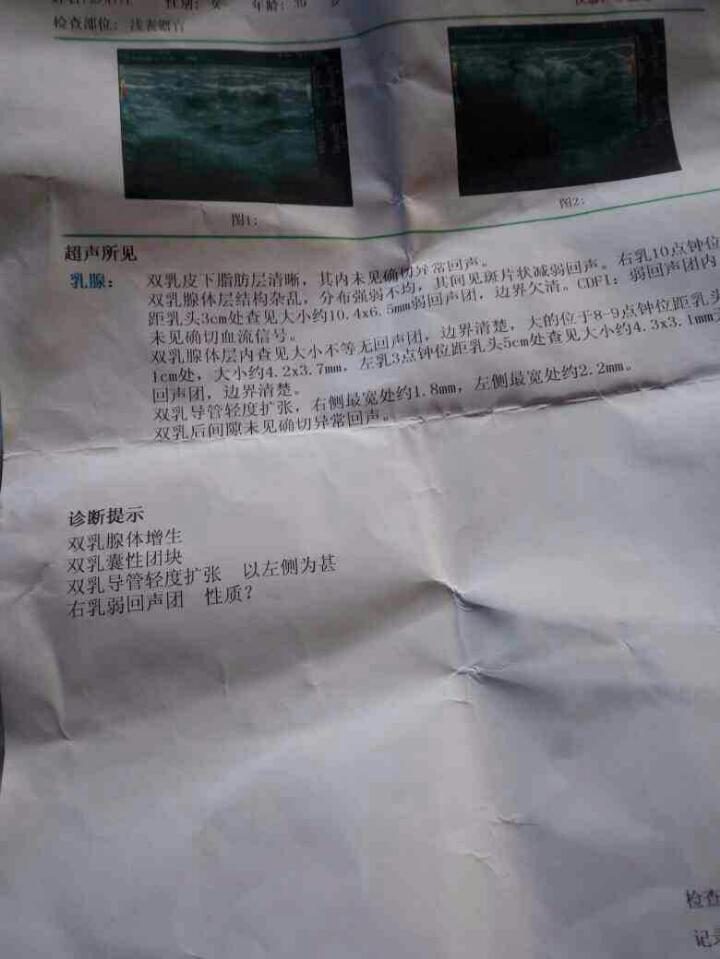 性别：女 年龄：39 岁
检查部位：浅表器官
图1：
图2：
超声所见
乳腺： 双乳皮下脂肪层清晰，其内未见确切异常回声。
双乳腺体层结构杂乱，分布强弱不均，其间见斑片状减弱回声。右乳10点钟位
距乳头3cm处查见大小约10.4x6.5mm弱回声团，边界欠清。CDFI：弱回声团内
未见确切血流信号。
双乳腺体层内查见大小不等无回声团，边界清楚，大的位于8-9点钟位距乳头
1cm处，大小约4.2x3.7mm，左乳3点钟位距乳头5cm处查见大小约4.3x3.1mm
回声团，边界清楚。
双乳导管轻度扩张，右侧最宽处约1.8mm，左侧最宽处约2.2mm。
双乳后间隙未见确切异常回声。
诊断提示
双乳腺体增生
双乳囊性团块
双乳导管轻度扩张 以左侧为甚
右乳弱回声团 性质？
检查
记录